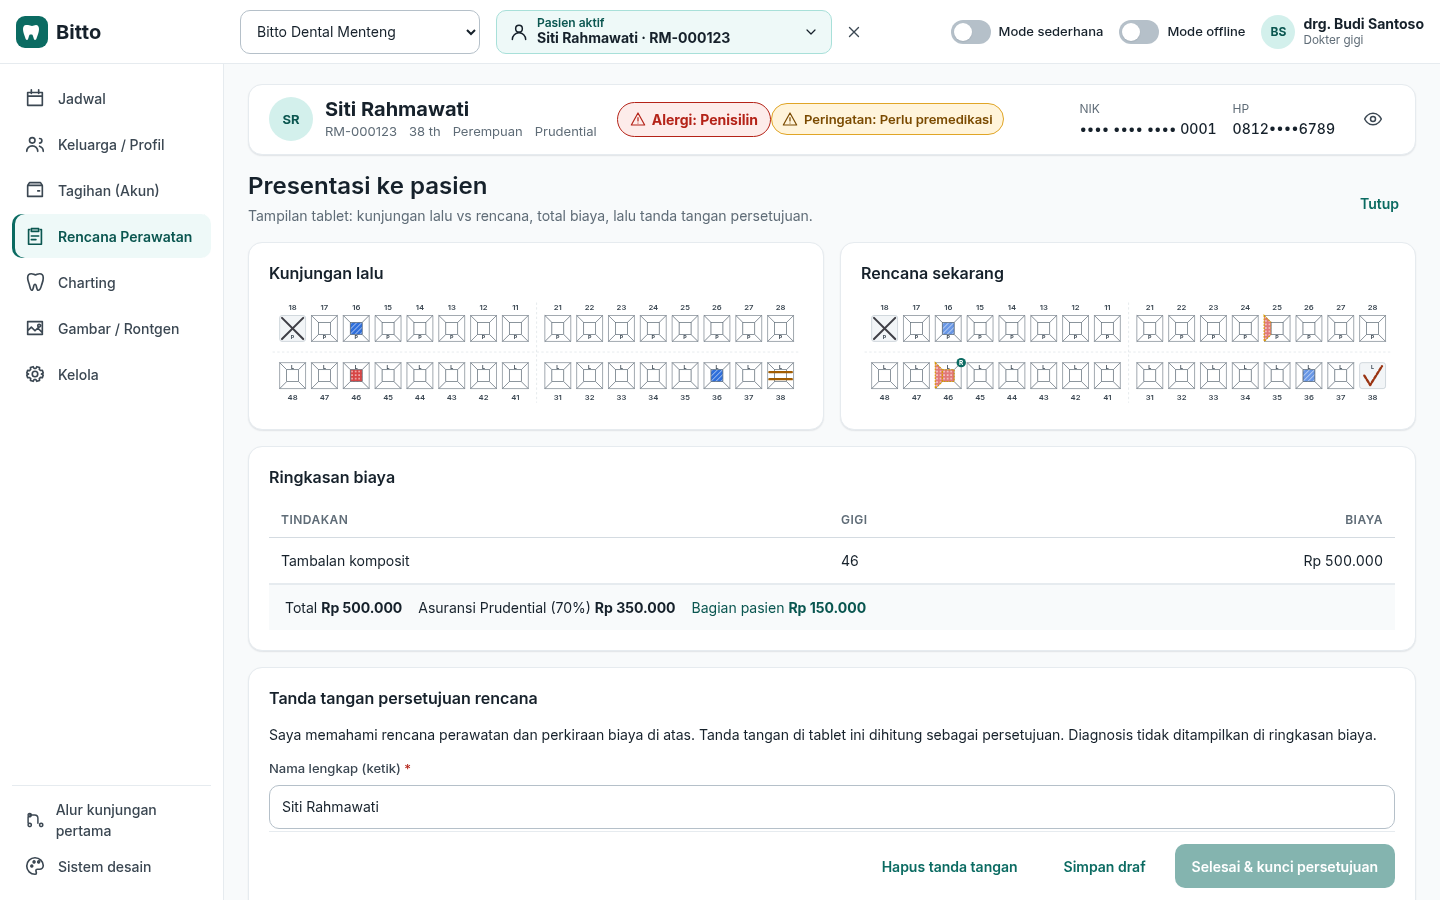 Bitto
Bitto Dental Menteng
Pasien aktif
Siti Rahmawati · RM-000123
Mode sederhana
Mode offline
BS
drg. Budi Santoso
Dokter gigi
Jadwal
Keluarga / Profil
Tagihan (Akun)
Rencana Perawatan
Charting
Gambar / Rontgen
Kelola
Alur kunjungan
pertama
Sistem desain
SR
Siti Rahmawati
RM-000123 38 th Perempuan Prudential
Alergi: Penisilin
Peringatan: Perlu premedikasi
NIK
•••• •••• •••• 0001
HP
0812••••6789
Presentasi ke pasien
Tampilan tablet: kunjungan lalu vs rencana, total biaya, lalu tanda tangan persetujuan.
Tutup
Kunjungan lalu
18 17 16 15 14 13 12 11 21 22 23 24 25 26 27 28
P P P P P P P P P P P P P P P P
L L L L L L L L L L L L L L L L
48 47 46 45 44 43 42 41 31 32 33 34 35 36 37 38
Rencana sekarang
18 17 16 15 14 13 12 11 21 22 23 24 25 26 27 28
P P P P P P P P P P P P P P P P
R
L L L L L L L L L L L L L L L L
48 47 46 45 44 43 42 41 31 32 33 34 35 36 37 38
Ringkasan biaya
TINDAKAN GIGI BIAYA
Tambalan komposit 46 Rp 500.000
Total Rp 500.000 Asuransi Prudential (70%) Rp 350.000 Bagian pasien Rp 150.000
Tanda tangan persetujuan rencana
Saya memahami rencana perawatan dan perkiraan biaya di atas. Tanda tangan di tablet ini dihitung sebagai persetujuan. Diagnosis tidak ditampilkan di ringkasan biaya.
Nama lengkap (ketik) *
Siti Rahmawati
Hapus tanda tangan
Simpan draf
Selesai & kunci persetujuan